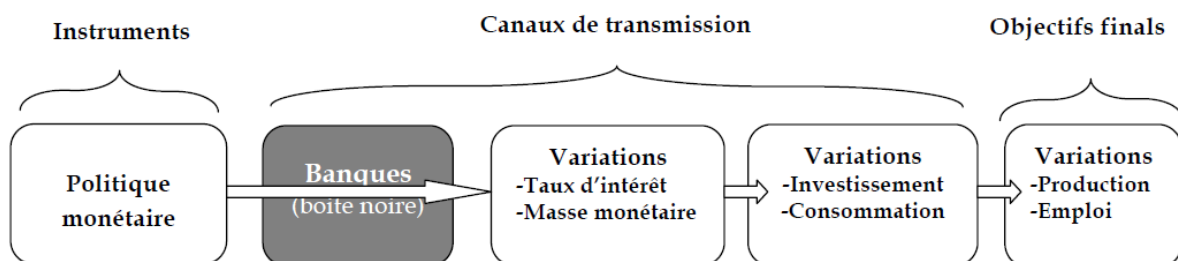 Instruments
Canaux de transmission
Objectifs finals
Politique
monétaire
Banques
(boite noire)
Variations
-Taux d’intérêt
-Masse monétaire
Variations
-Investissement
-Consommation
Variations
-Production
-Emploi